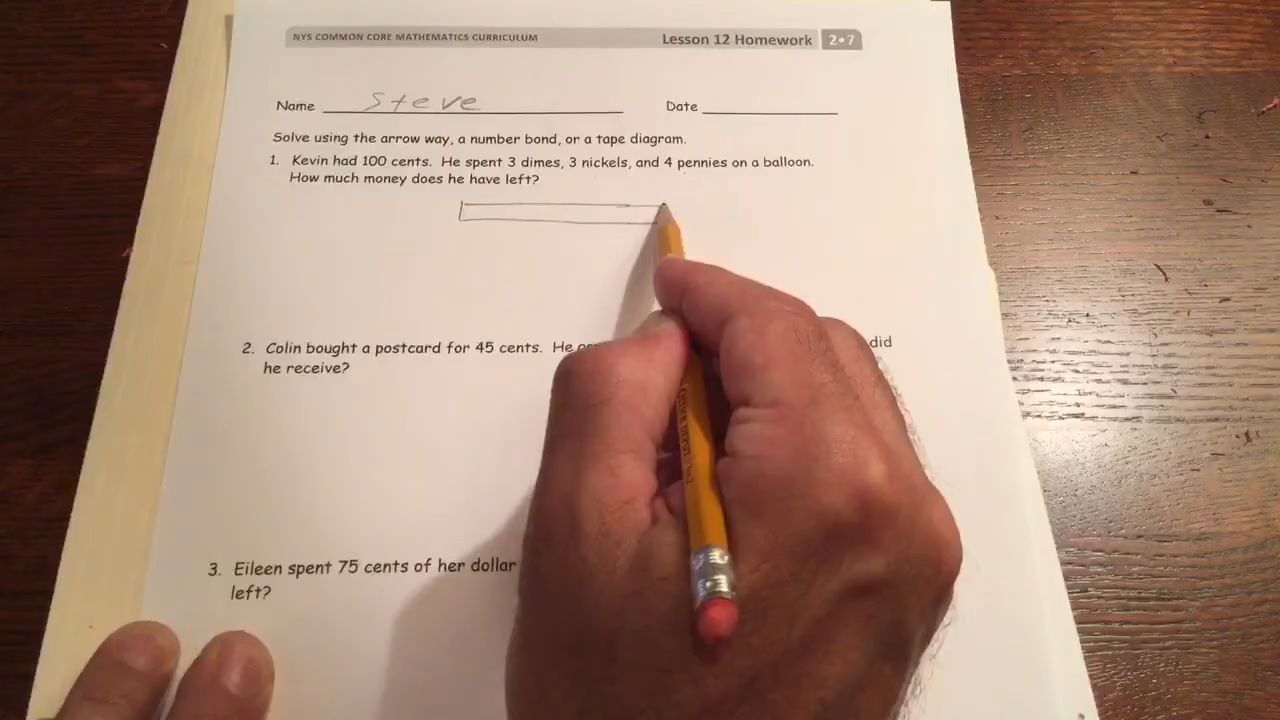 NYS COMMON CORE MATHEMATICS CURRICULUM Lesson 12 Homework 2•7
Name Steve Date
Solve using the arrow way, a number bond, or a tape diagram.
1. Kevin had 100 cents. He spent 3 dimes, 3 nickels, and 4 pennies on a balloon.
How much money does he have left?
2. Colin bought a postcard for 45 cents. He did
he receive?
3. Eileen spent 75 cents of her dollar
left?